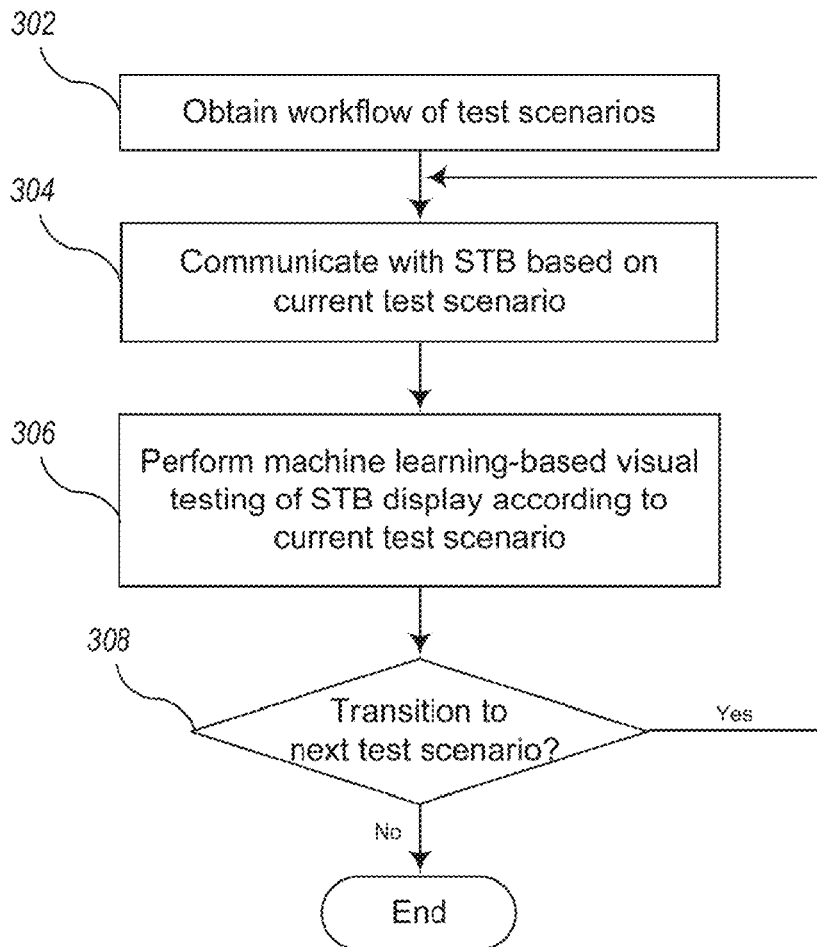 302
Obtain workflow of test scenarios
304
Communicate with STB based on
current test scenario
306
Perform machine learning-based visual
testing of STB display according to
current test scenario
308
Transition to
next test scenario?
Yes
No
End